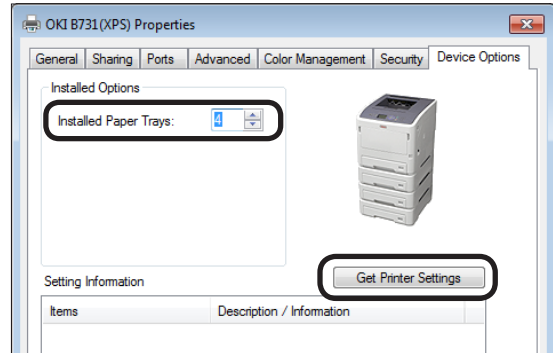 OKI B731(XPS) Properties
General Sharing Ports Advanced Color Management Security Device Options
Installed Options
Installed Paper Trays: 4
Get Printer Settings
Setting Information
Items Description / Information